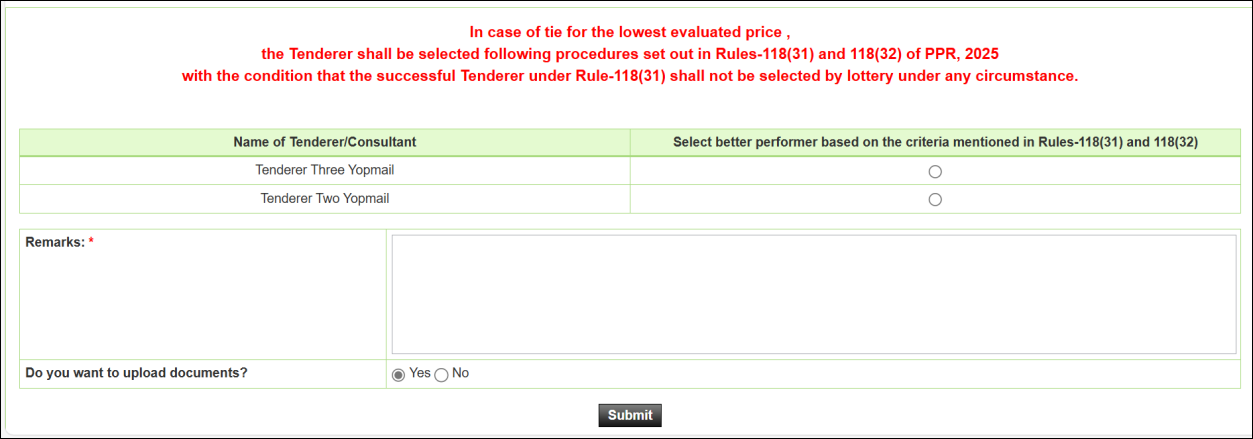 In case of tie for the lowest evaluated price ,
the Tenderer shall be selected following procedures set out in Rules-118(31) and 118(32) of PPR, 2025
with the condition that the successful Tenderer under Rule-118(31) shall not be selected by lottery under any circumstance.
Name of Tenderer/Consultant Select better performer based on the criteria mentioned in Rules-118(31) and 118(32)
Tenderer Three Yopmail
Tenderer Two Yopmail
Remarks: *
Do you want to upload documents? Yes No
Submit